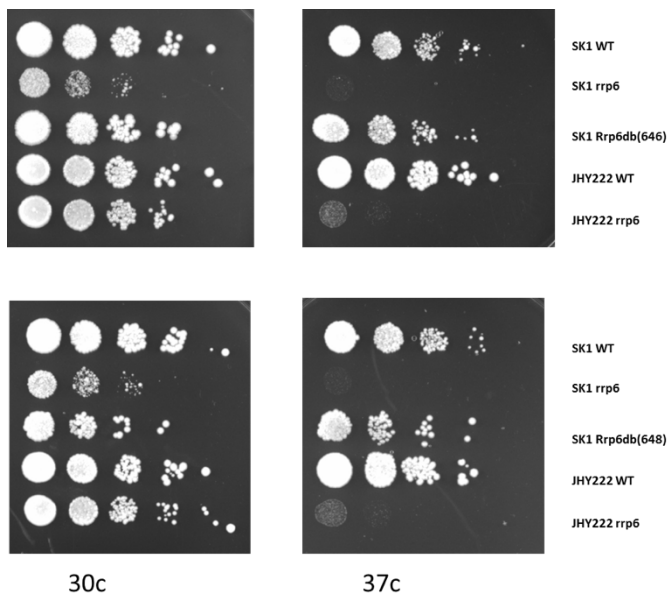 SK1 WT
SK1 rrp6
SK1 Rrp6db(646)
JHY222 WT
JHY222 rrp6
SK1 WT
SK1 rrp6
SK1 Rrp6db(648)
JHY222 WT
JHY222 rrp6
30c 37c